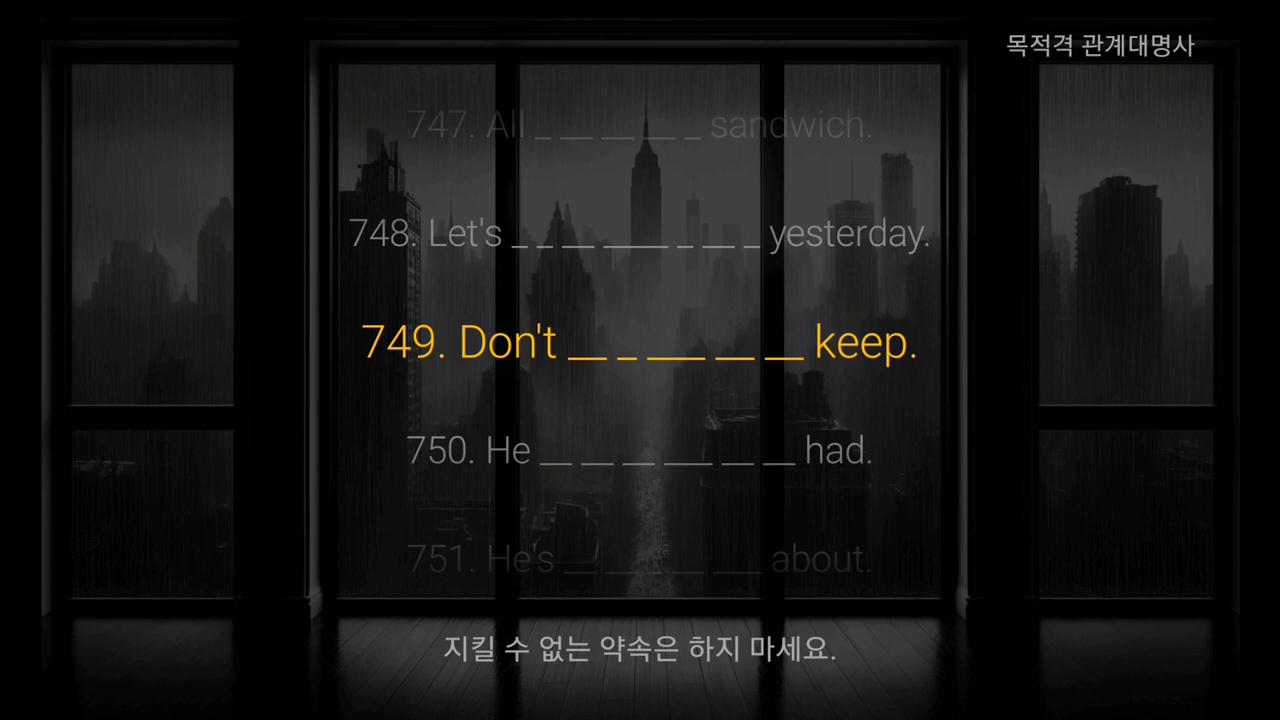 목적격 관계대명사
747. All _ __ __ __ _ sandwich.
748. Let's _ _ __ ____ _ __ _ yesterday.
749. Don't __ _ ___ __ __ keep.
750. He __ __ __ ___ __ __ had.
751. He's __ _ ___ __ ___ about.
지킬 수 없는 약속은 하지 마세요.